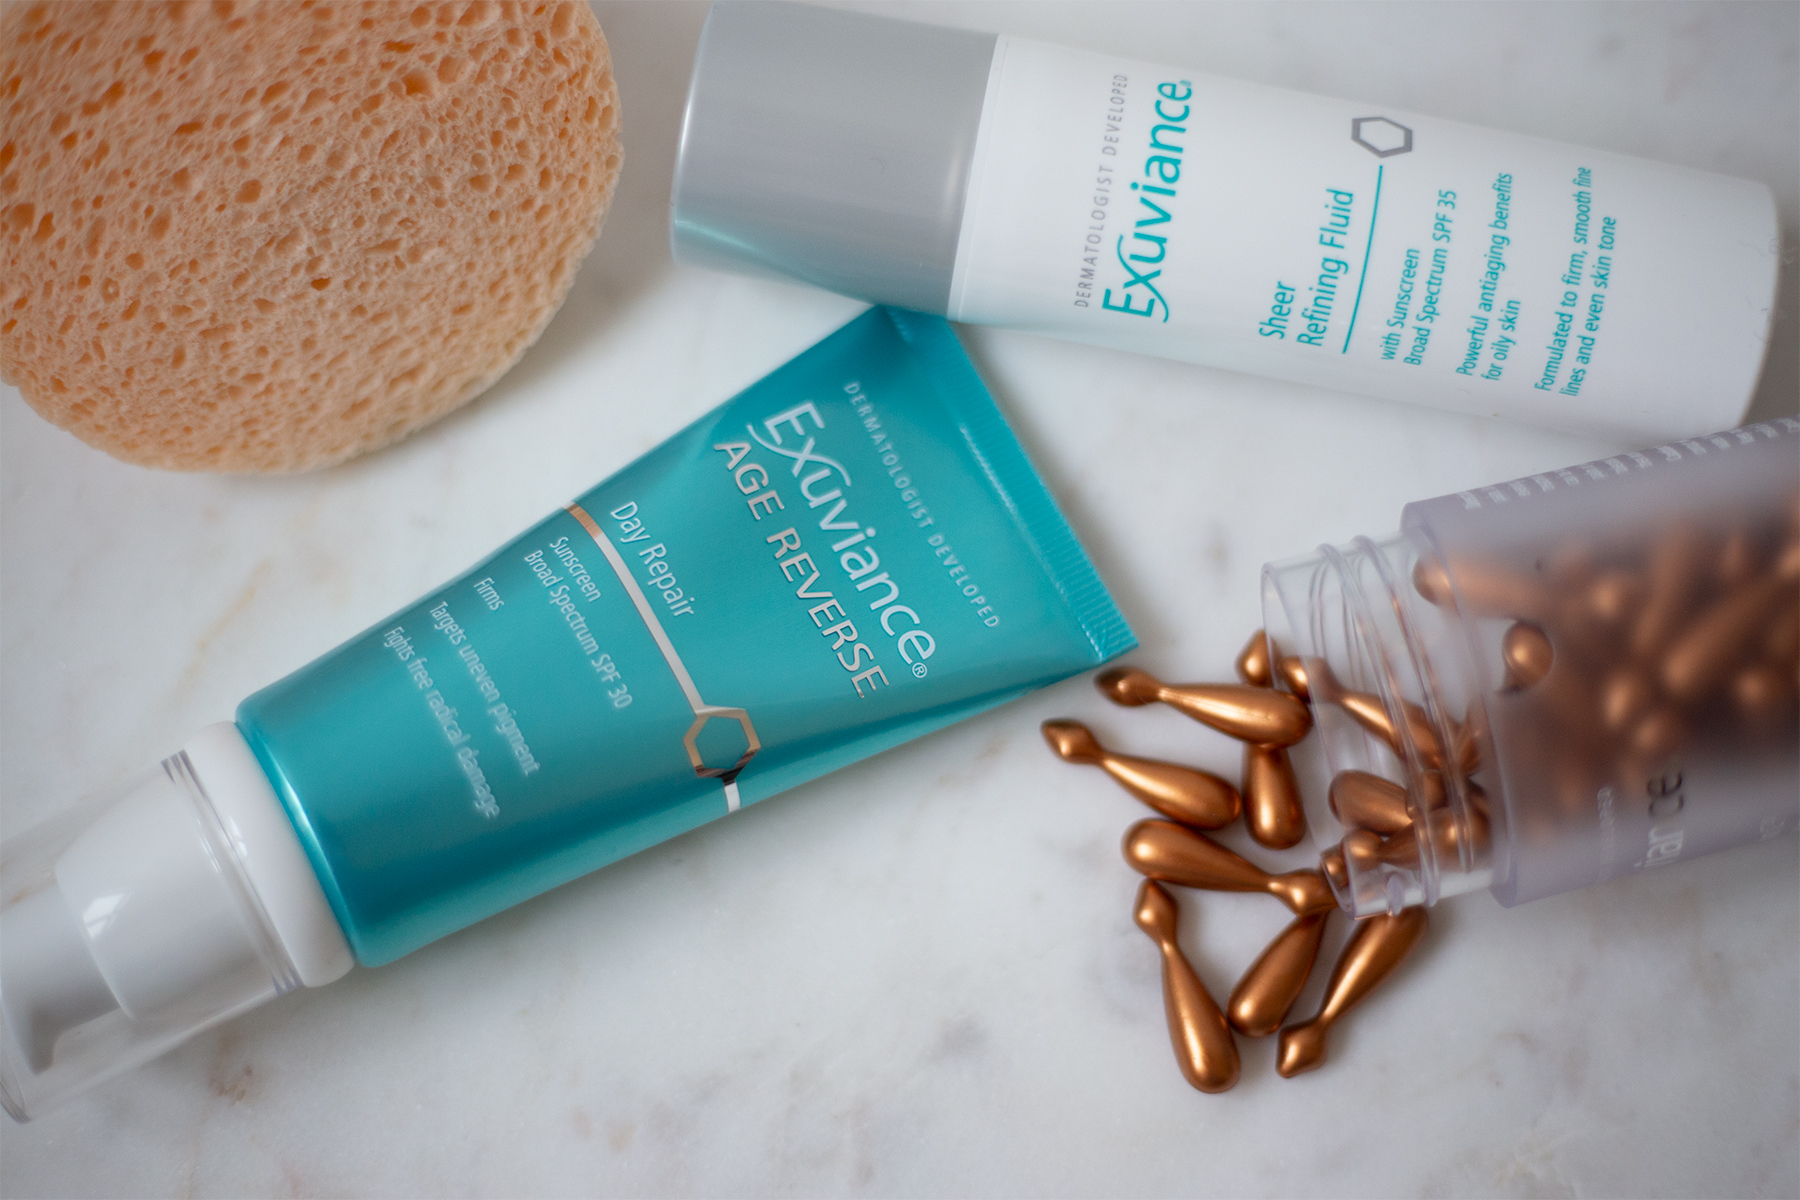 DERMATOLOGIST DEVELOPED
Exuviance®
Sheer
Refining Fluid
with Sunscreen
Broad Spectrum SPF 35
Powerful antiaging benefits
for oily skin
Formulated to firm, smooth fine
lines and even skin tone
DERMATOLOGIST DEVELOPED
Exuviance®
AGE REVERSE
Day Repair
Sunscreen
Broad Spectrum SPF 30
Firms
Targets uneven pigment
Fights free radical damage